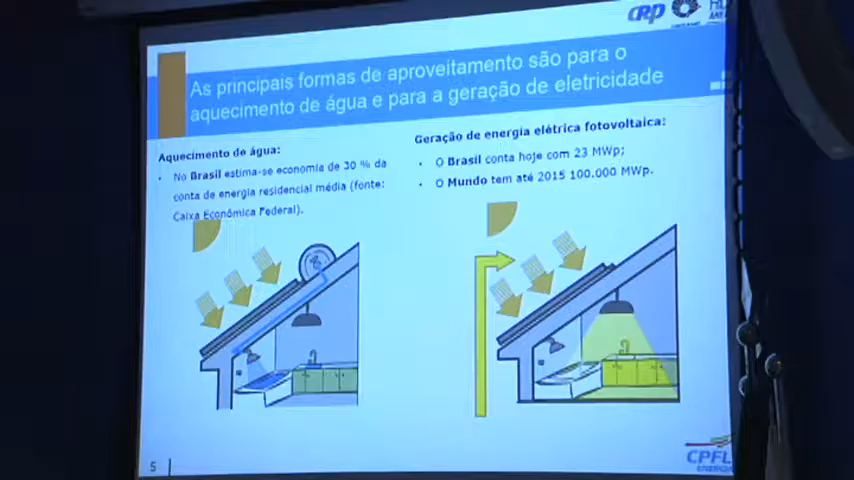 CRP
As principais formas de aproveitamento são para o
aquecimento de água e para a geração de eletricidade
Aquecimento de água:
• No Brasil estima-se economia de 30 % da
conta de energia residencial média (fonte:
Caixa Econômica Federal).
Geração de energia elétrica fotovoltaica:
• O Brasil conta hoje com 23 MWp;
• O Mundo tem até 2015 100.000 MWp.
5
CPFL
ENERGIA